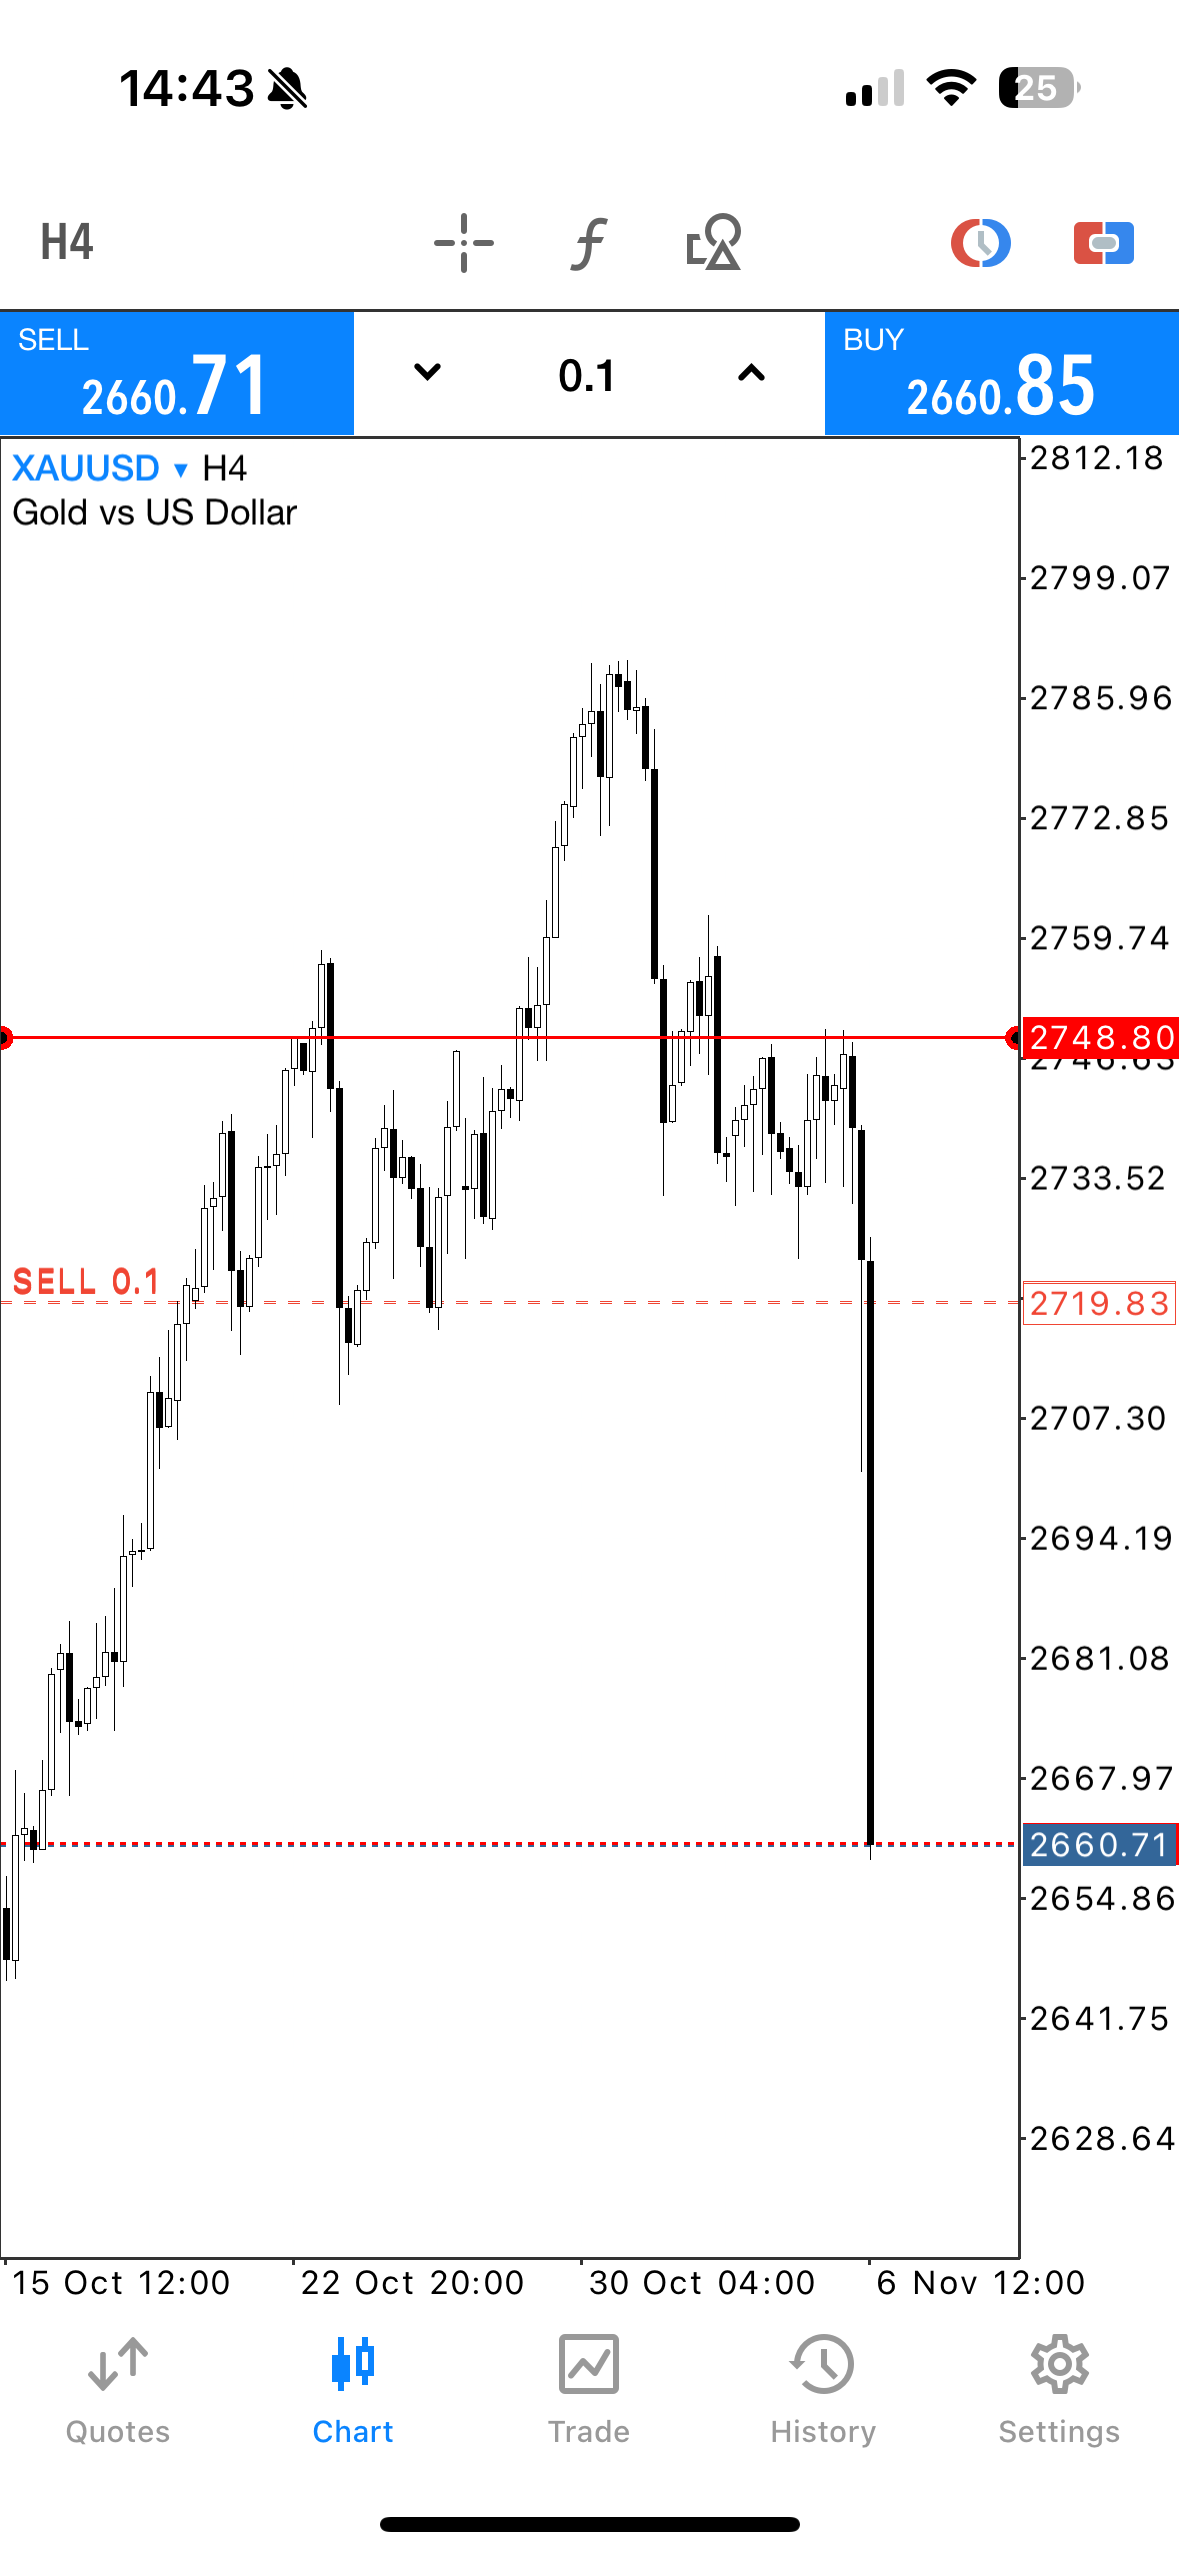 14:43
25
H4
SELL
2660.71
0.1
BUY
2660.85
XAUUSD ▼ H4
Gold vs US Dollar
2812.18
2799.07
2785.96
2772.85
2759.74
2748.80
2746.63
2733.52
SELL 0.1
2719.83
2707.30
2694.19
2681.08
2667.97
2660.71
2654.86
2641.75
2628.64
15 Oct 12:00
22 Oct 20:00
30 Oct 04:00
6 Nov 12:00
Quotes
Chart
Trade
History
Settings